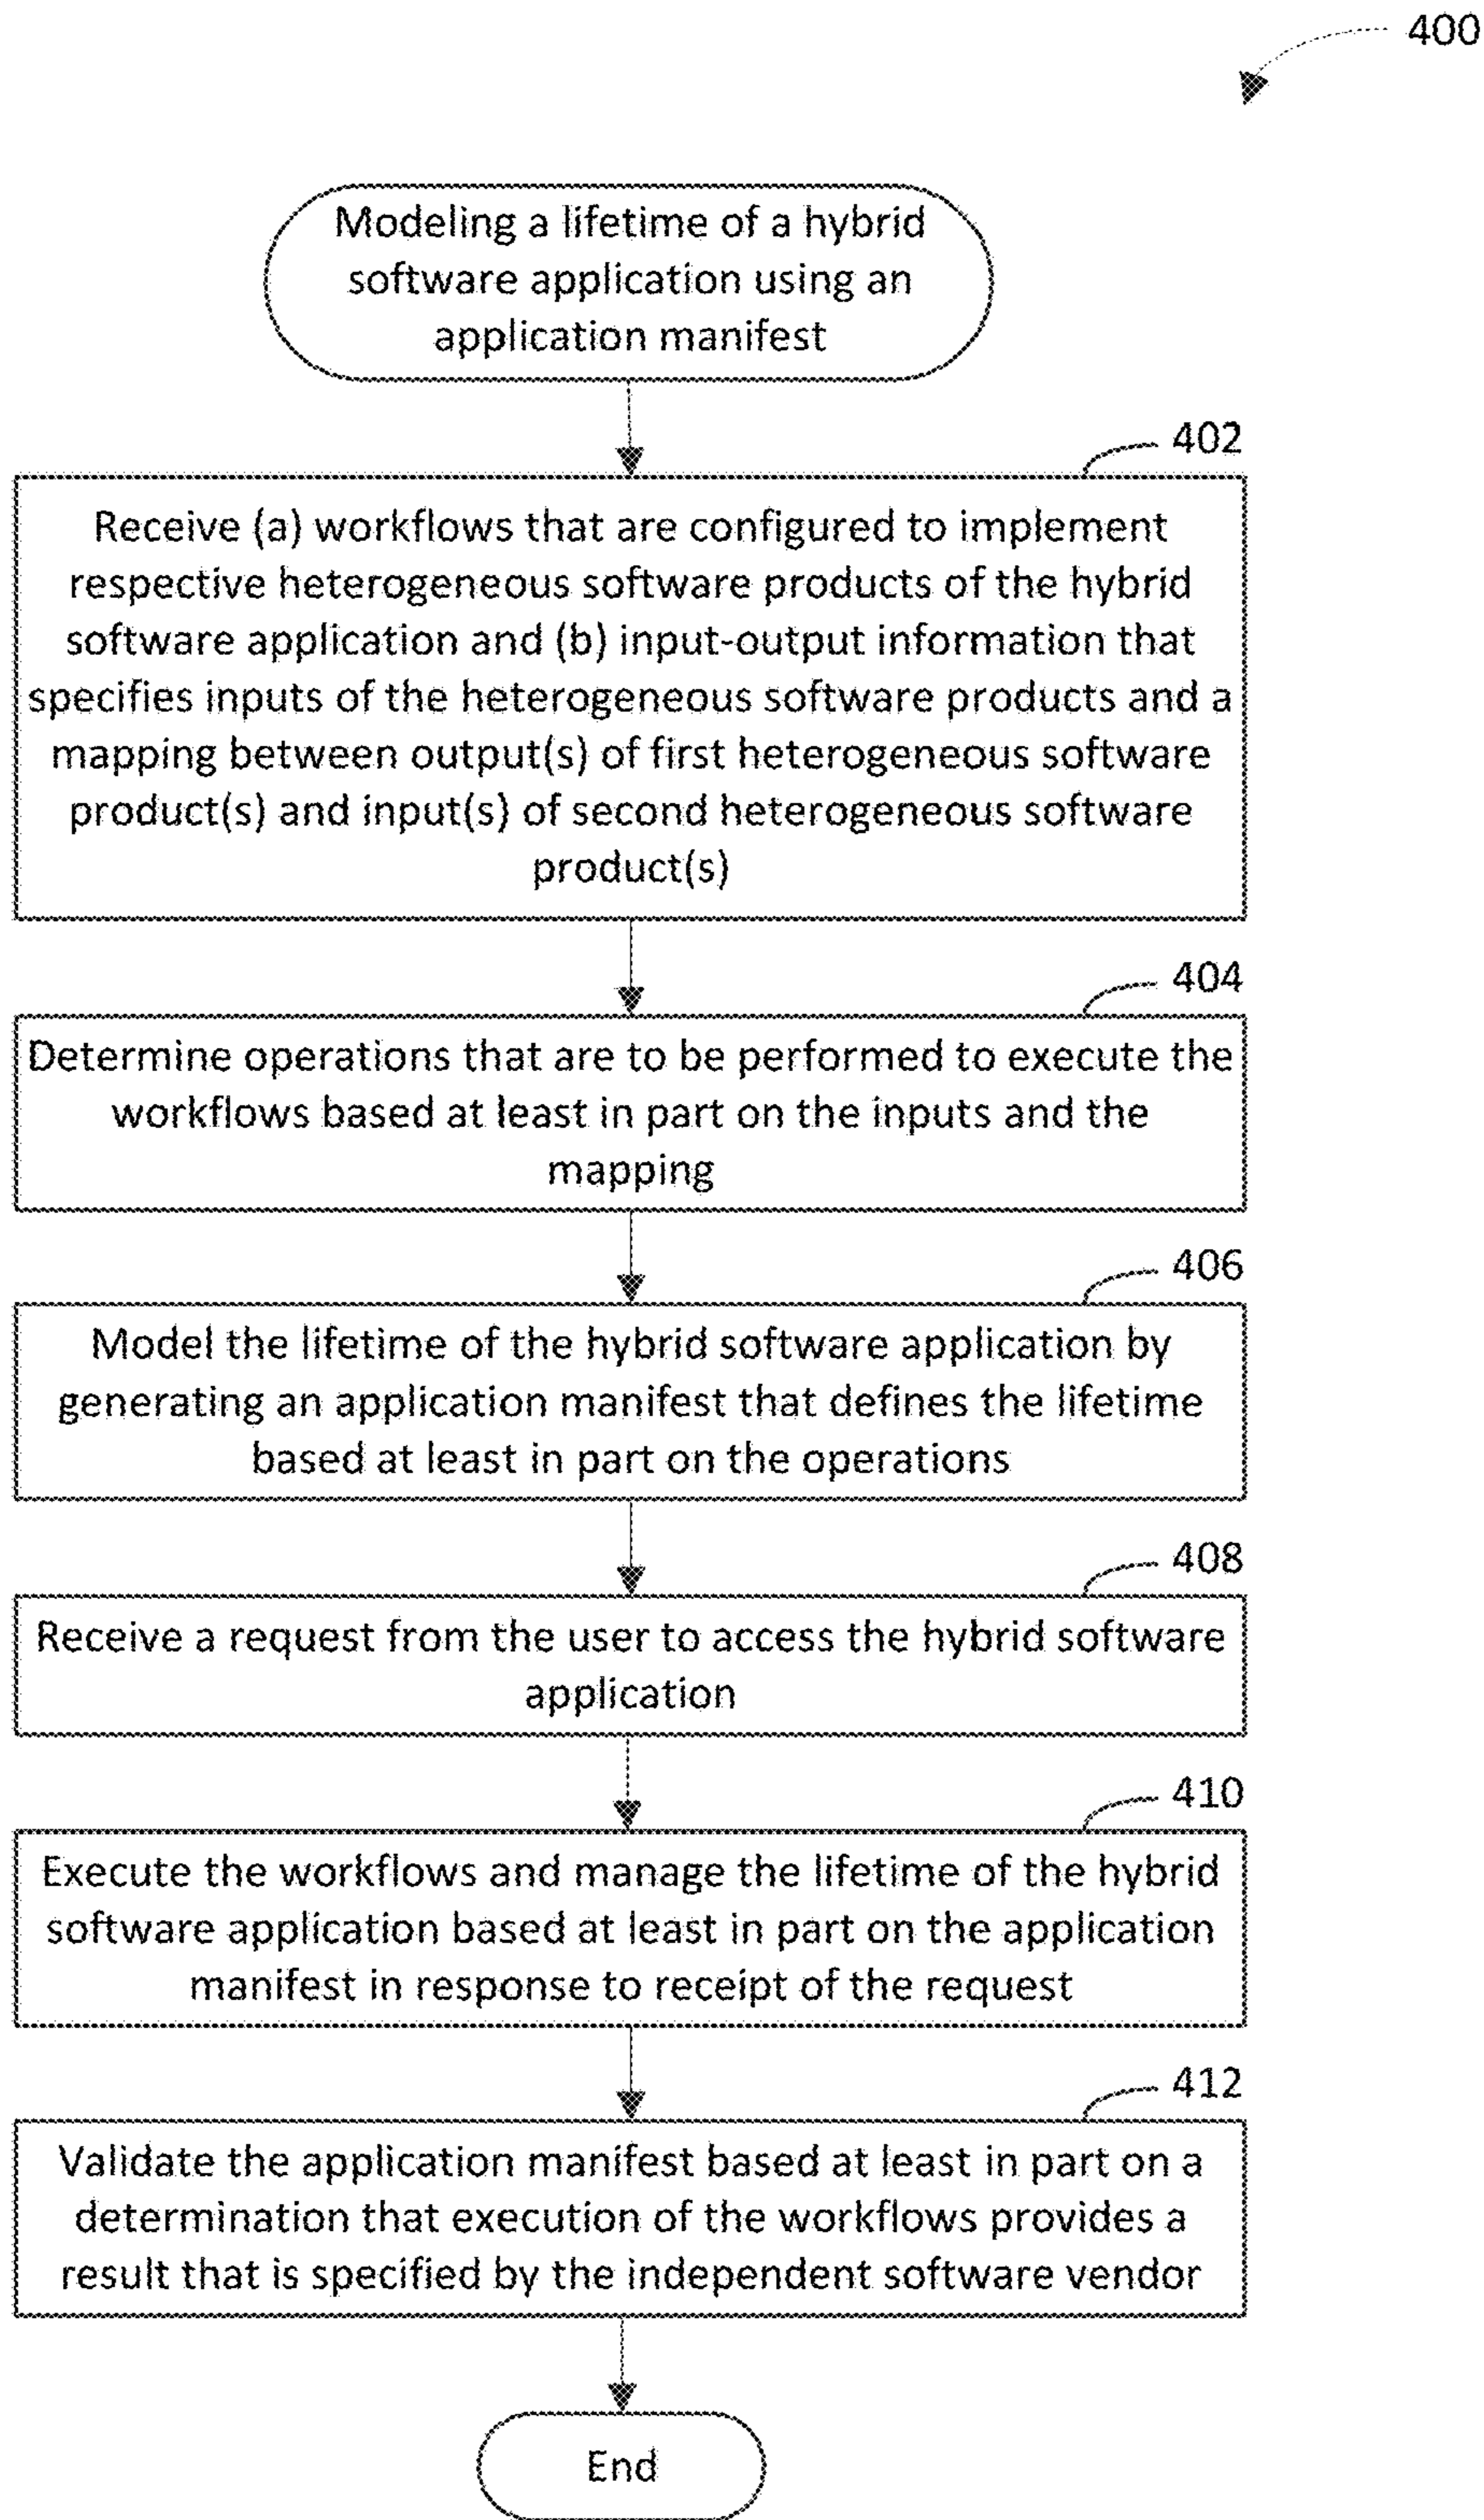 400
Modeling a lifetime of a hybrid
software application using an
application manifest
402
Receive (a) workflows that are configured to implement
respective heterogeneous software products of the hybrid
software application and (b) input-output information that
specifies inputs of the heterogeneous software products and a
mapping between output(s) of first heterogeneous software
product(s) and input(s) of second heterogeneous software
product(s)
404
Determine operations that are to be performed to execute the
workflows based at least in part on the inputs and the
mapping
406
Model the lifetime of the hybrid software application by
generating an application manifest that defines the lifetime
based at least in part on the operations
408
Receive a request from the user to access the hybrid software
application
410
Execute the workflows and manage the lifetime of the hybrid
software application based at least in part on the application
manifest in response to receipt of the request
412
Validate the application manifest based at least in part on a
determination that execution of the workflows provides a
result that is specified by the independent software vendor
End